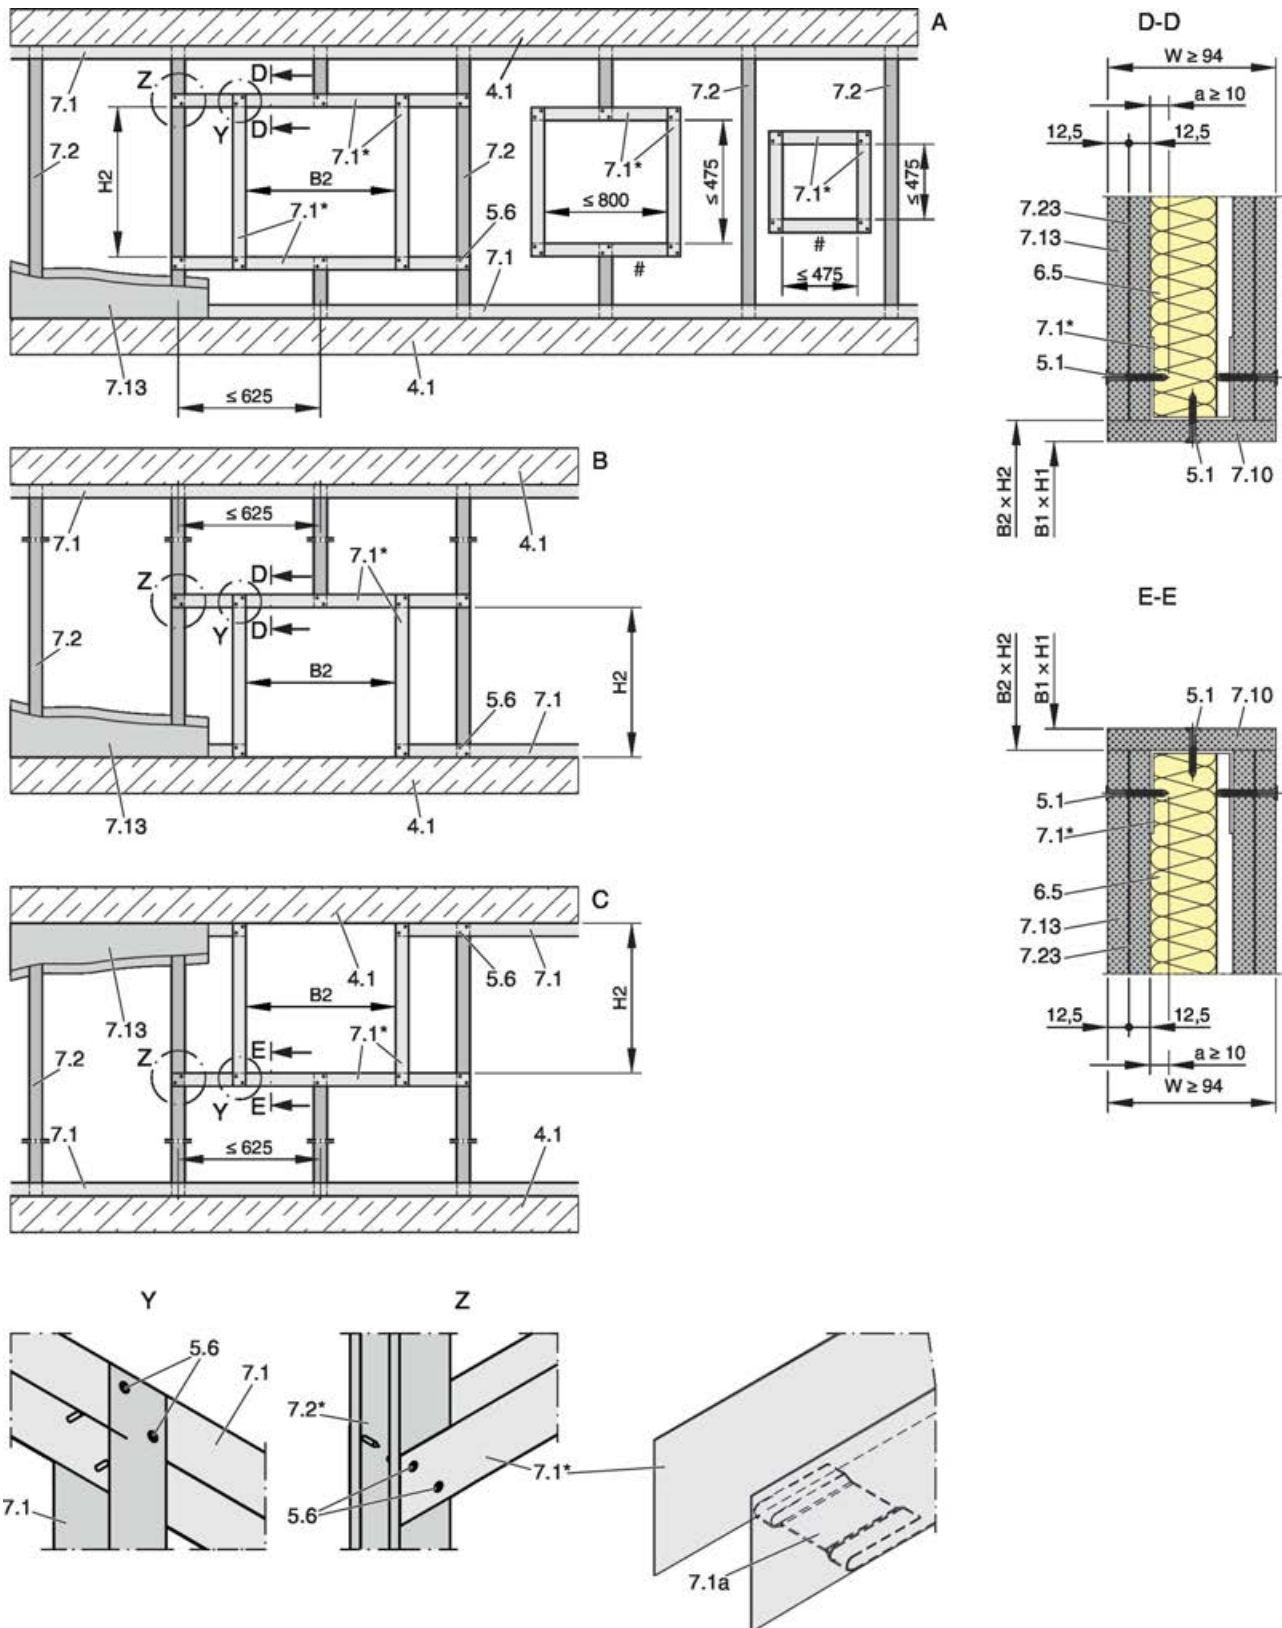 A
4.1
7.1
Z
D
Y
D
7.1*
7.2
H2
B2
7.1*
7.2
5.6
7.1
7.13
≤ 625
4.1
4.1
7.2
7.2
7.1*
≤ 800
≤ 475
#
7.1*
≤ 475
#
≤ 475
B
≤ 625
7.1
4.1
7.1*
Z
D
Y
D
7.2
B2
H2
5.6
7.1
7.13
4.1
C
4.1
5.6
7.1
B2
H2
7.13
7.2
Z
7.1*
E
Y
E
7.1
≤ 625
4.1
Y
5.6
7.1
7.1
Z
7.2*
5.6
7.1*
7.1a
D-D
W ≥ 94
a ≥ 10
12,5
12,5
7.23
7.13
6.5
7.1*
5.1
5.1
7.10
B2 × H2
B1 × H1
E-E
B2 × H2
B1 × H1
5.1
7.10
5.1
7.1*
6.5
7.13
7.23
12,5
12,5
a ≥ 10
W ≥ 94